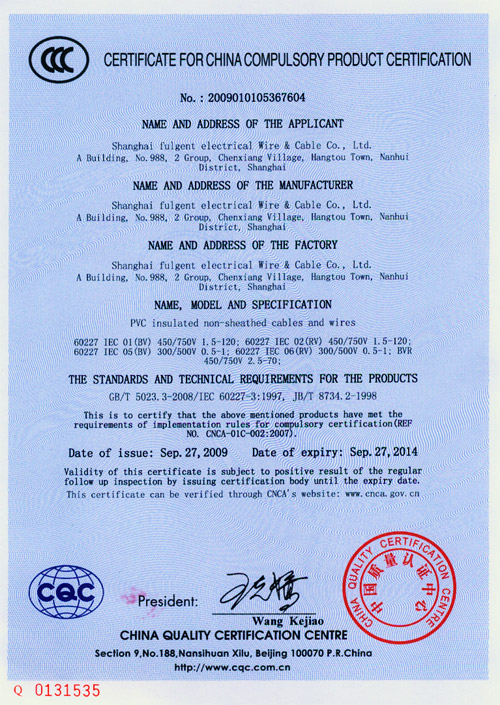 CCC
CERTIFICATE FOR CHINA COMPULSORY PRODUCT CERTIFICATION
No.: 2009010105367604
NAME AND ADDRESS OF THE APPLICANT
Shanghai fulgent electrical Wire & Cable Co., Ltd.
A Building, No.988, 2 Group, Chenxiang Village, Hangtou Town, Nanhui
District, Shanghai
NAME AND ADDRESS OF THE MANUFACTURER
Shanghai fulgent electrical Wire & Cable Co., Ltd.
A Building, No.988, 2 Group, Chenxiang Village, Hangtou Town, Nanhui
District, Shanghai
NAME AND ADDRESS OF THE FACTORY
Shanghai fulgent electrical Wire & Cable Co., Ltd.
A Building, No.988, 2 Group, Chenxiang Village, Hangtou Town, Nanhui
District, Shanghai
NAME, MODEL AND SPECIFICATION
PVC insulated non-sheathed cables and wires
60227 IEC 01(BV) 450/750V 1.5-120; 60227 IEC 02(RV) 450/750V 1.5-120;
60227 IEC 05(BV) 300/500V 0.5-1; 60227 IEC 06(RV) 300/500V 0.5-1; BVR
450/750V 2.5-70;
THE STANDARDS AND TECHNICAL REQUIREMENTS FOR THE PRODUCTS
GB/T 5023.3-2008/IEC 60227-3:1997, JB/T 8734.2-1998
This is to certify that the above mentioned products have met the
requirements of implementation rules for compulsory certification(REF
NO. CNCA-01C-002:2007).
Date of issue: Sep.27,2009 Date of expiry: Sep.27,2014
Validity of this certificate is subject to positive result of the regular
follow up inspection by issuing certification body until the expiry date.
This certificate can be verified through CNCA's website: www.cnca.gov.cn
CHINA QUALITY CERTIFICATION CENTRE
中国质量认证中心
CQC
President:
Wang Kejiao
CHINA QUALITY CERTIFICATION CENTRE
Section 9,No.188,Nansihuan Xilu, Beijing 100070 P.R.China
http://www.cqc.com.cn
Q 0131535